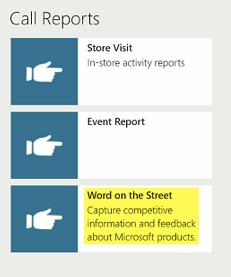 Call Reports
Store Visit
In-store activity reports
Event Report
Word on the Street
Capture competitive
information and feedback
about Microsoft products.